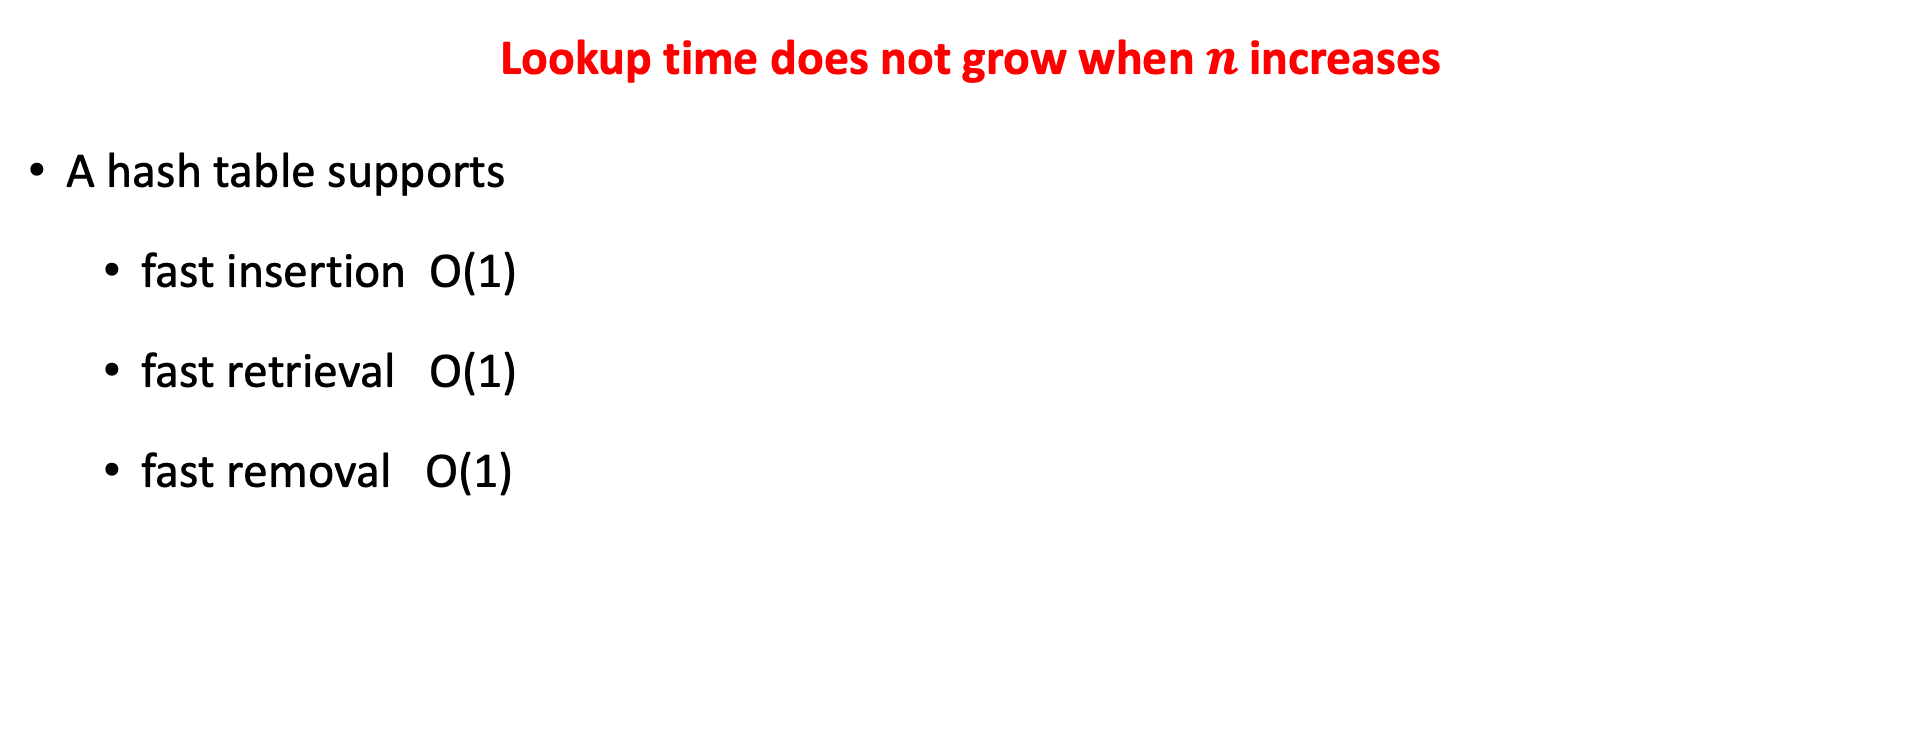 Lookup time does not grow when n increases
• A hash table supports
• fast insertion O(1)
• fast retrieval O(1)
• fast removal O(1)